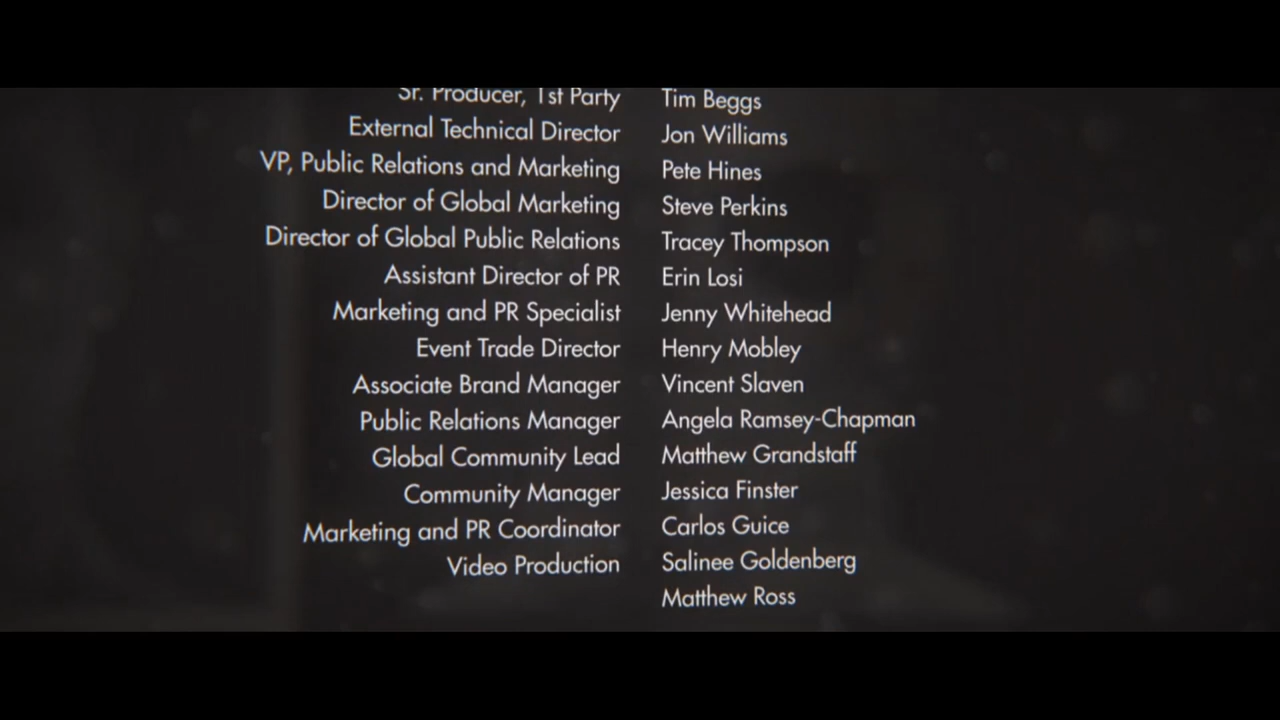 Sr. Producer, 1st Party Tim Beggs
External Technical Director Jon Williams
VP, Public Relations and Marketing Pete Hines
Director of Global Marketing Steve Perkins
Director of Global Public Relations Tracey Thompson
Assistant Director of PR Erin Losi
Marketing and PR Specialist Jenny Whitehead
Event Trade Director Henry Mobley
Associate Brand Manager Vincent Slaven
Public Relations Manager Angela Ramsey-Chapman
Global Community Lead Matthew Grandstaff
Community Manager Jessica Finster
Marketing and PR Coordinator Carlos Guice
Video Production Salinee Goldenberg
Matthew Ross